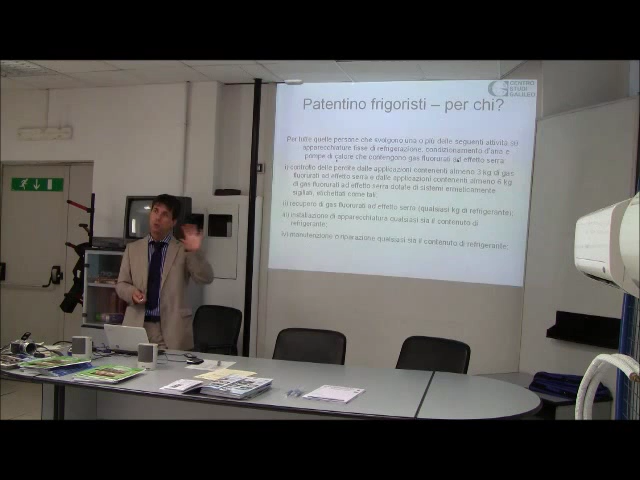 CENTRO
STUDI
GALILEO
Patentino frigoristi – per chi?
Per tutte quelle persone che svolgono una o più delle seguenti attività su
apparecchiature fisse di refrigerazione, condizionamento d'aria e
pompe di calore che contengono gas fluorurati ad effetto serra:
i) controllo delle perdite dalle applicazioni contenenti almeno 3 kg di gas
fluorurati ad effetto serra e dalle applicazioni contenenti almeno 6 kg
di gas fluorurati ad effetto serra dotate di sistemi ermeticamente
sigillati, etichettati come tali;
ii) recupero di gas fluorurati ad effetto serra (qualsiasi kg di refrigerante);
iii) installazione di apparecchiatura qualsiasi sia il contenuto di
refrigerante;
iv) manutenzione o riparazione qualsiasi sia il contenuto di refrigerante;